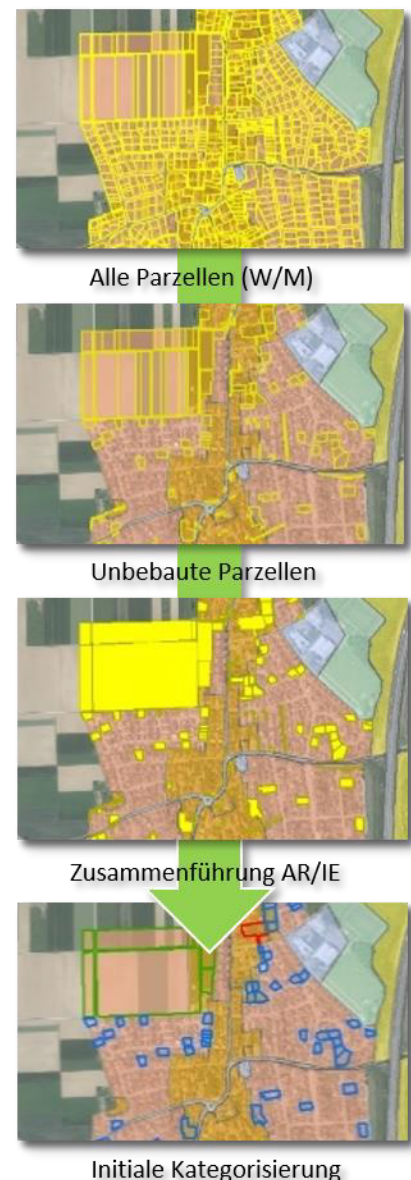 Alle Parzellen (W/M)
Unbebaute Parzellen
Zusammenführung AR/IE
Initiale Kategorisierung